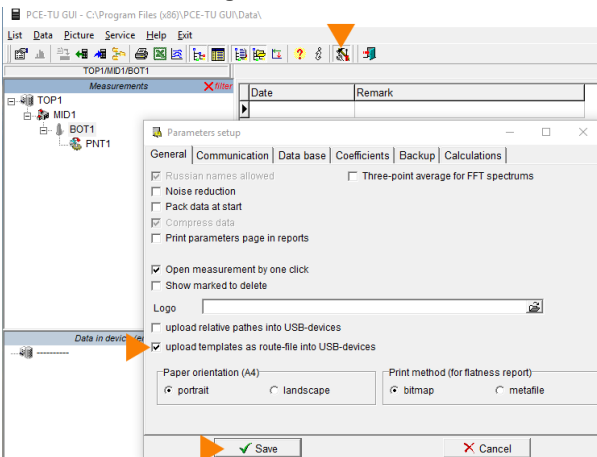 PCE-TU GUI - C:\Program Files (x86)\PCE-TU GUI\Data\
List Data Picture Service Help Exit
TOP1/MID1/BOT1
Measurements filter
Date Remark
TOP1
MID1
BOT1
PNT1
Parameters setup
General Communication Data base Coefficients Backup Calculations
Russian names allowed Three-point average for FFT spectrums
Noise reduction
Pack data at start
Compress data
Print parameters page in reports
Open measurement by one click
Show marked to delete
Logo
upload relative pathes into USB-devices
Data in device
upload templates as route-file into USB-devices
Paper orientation (A4) Print method (for flatness report)
portrait landscape bitmap metafile
Save Cancel